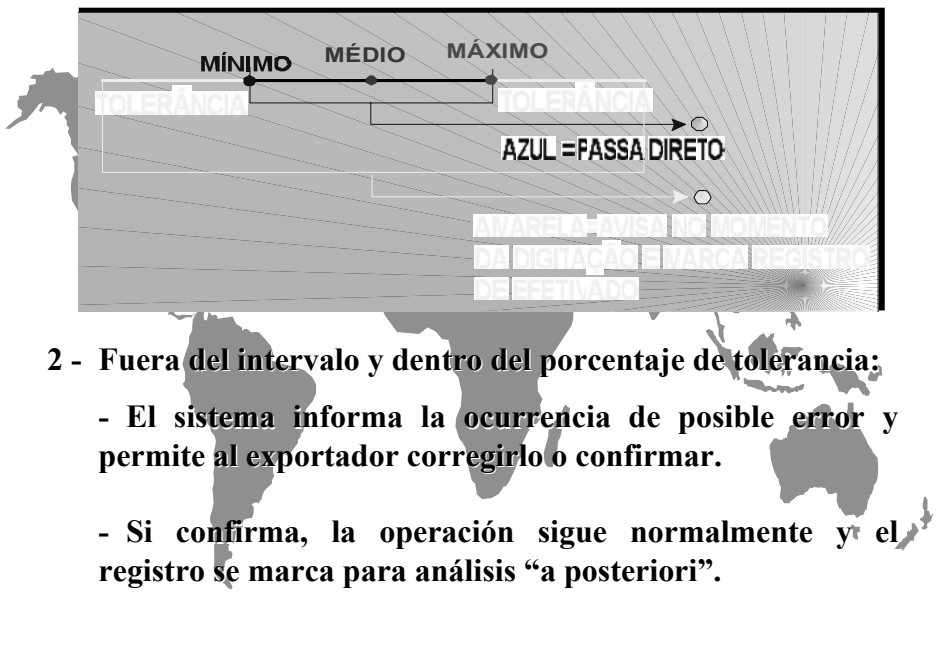 MÍNIMO MÉDIO MÁXIMO
TOLERÂNCIA TOLERÂNCIA
AZUL =PASSA DIRETO
AMARELA=AVISA NO MOMENTO
DA DIGITAÇÃO E MARCA REGISTRO
DE EFETIVADO
2 - Fuera del intervalo y dentro del porcentaje de tolerancia:
- El sistema informa la ocurrencia de posible error y
permite al exportador corregirlo o confirmar.
- Si confirma, la operación sigue normalmente y el
registro se marca para análisis “a posteriori”.